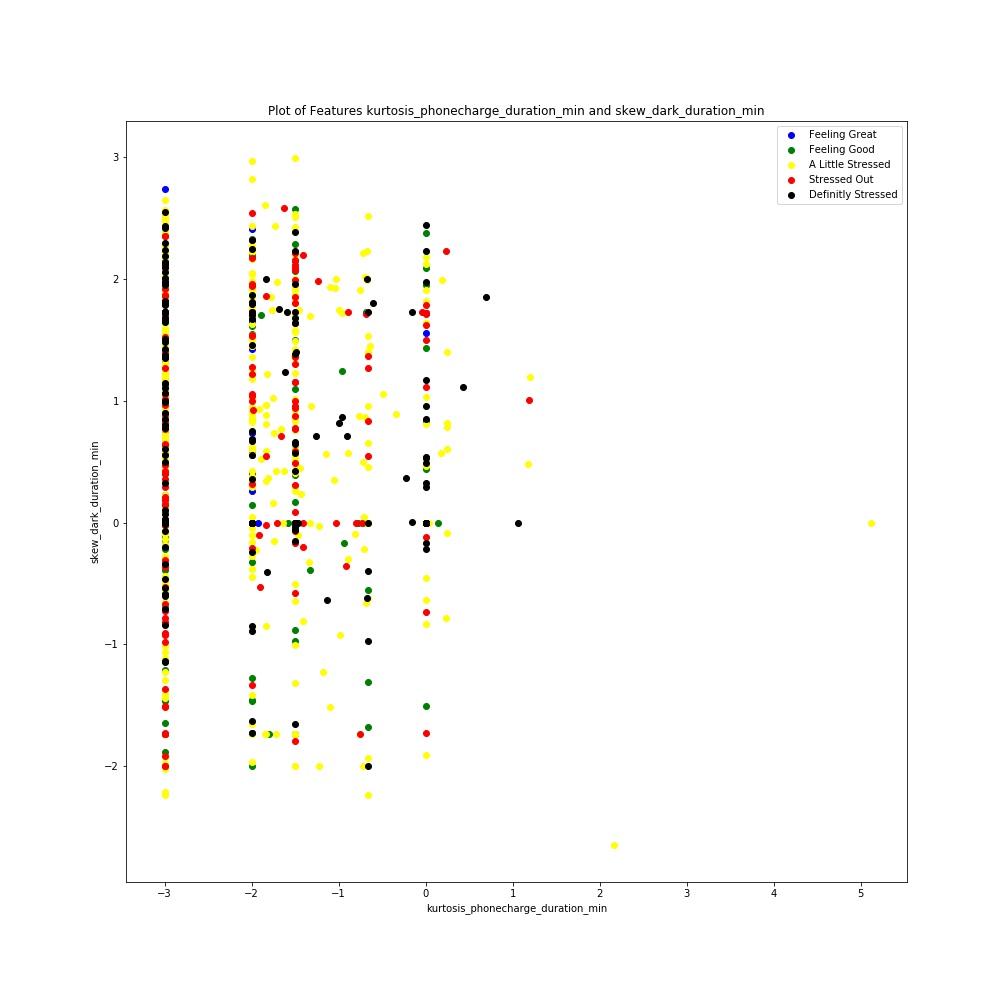 Plot of Features kurtosis_phonecharge_duration_min and skew_dark_duration_min
Feeling Great
Feeling Good
A Little Stressed
Stressed Out
Definitly Stressed
3
2
1
0
−1
−2
skew_dark_duration_min
−3 −2 −1 0 1 2 3 4 5
kurtosis_phonecharge_duration_min